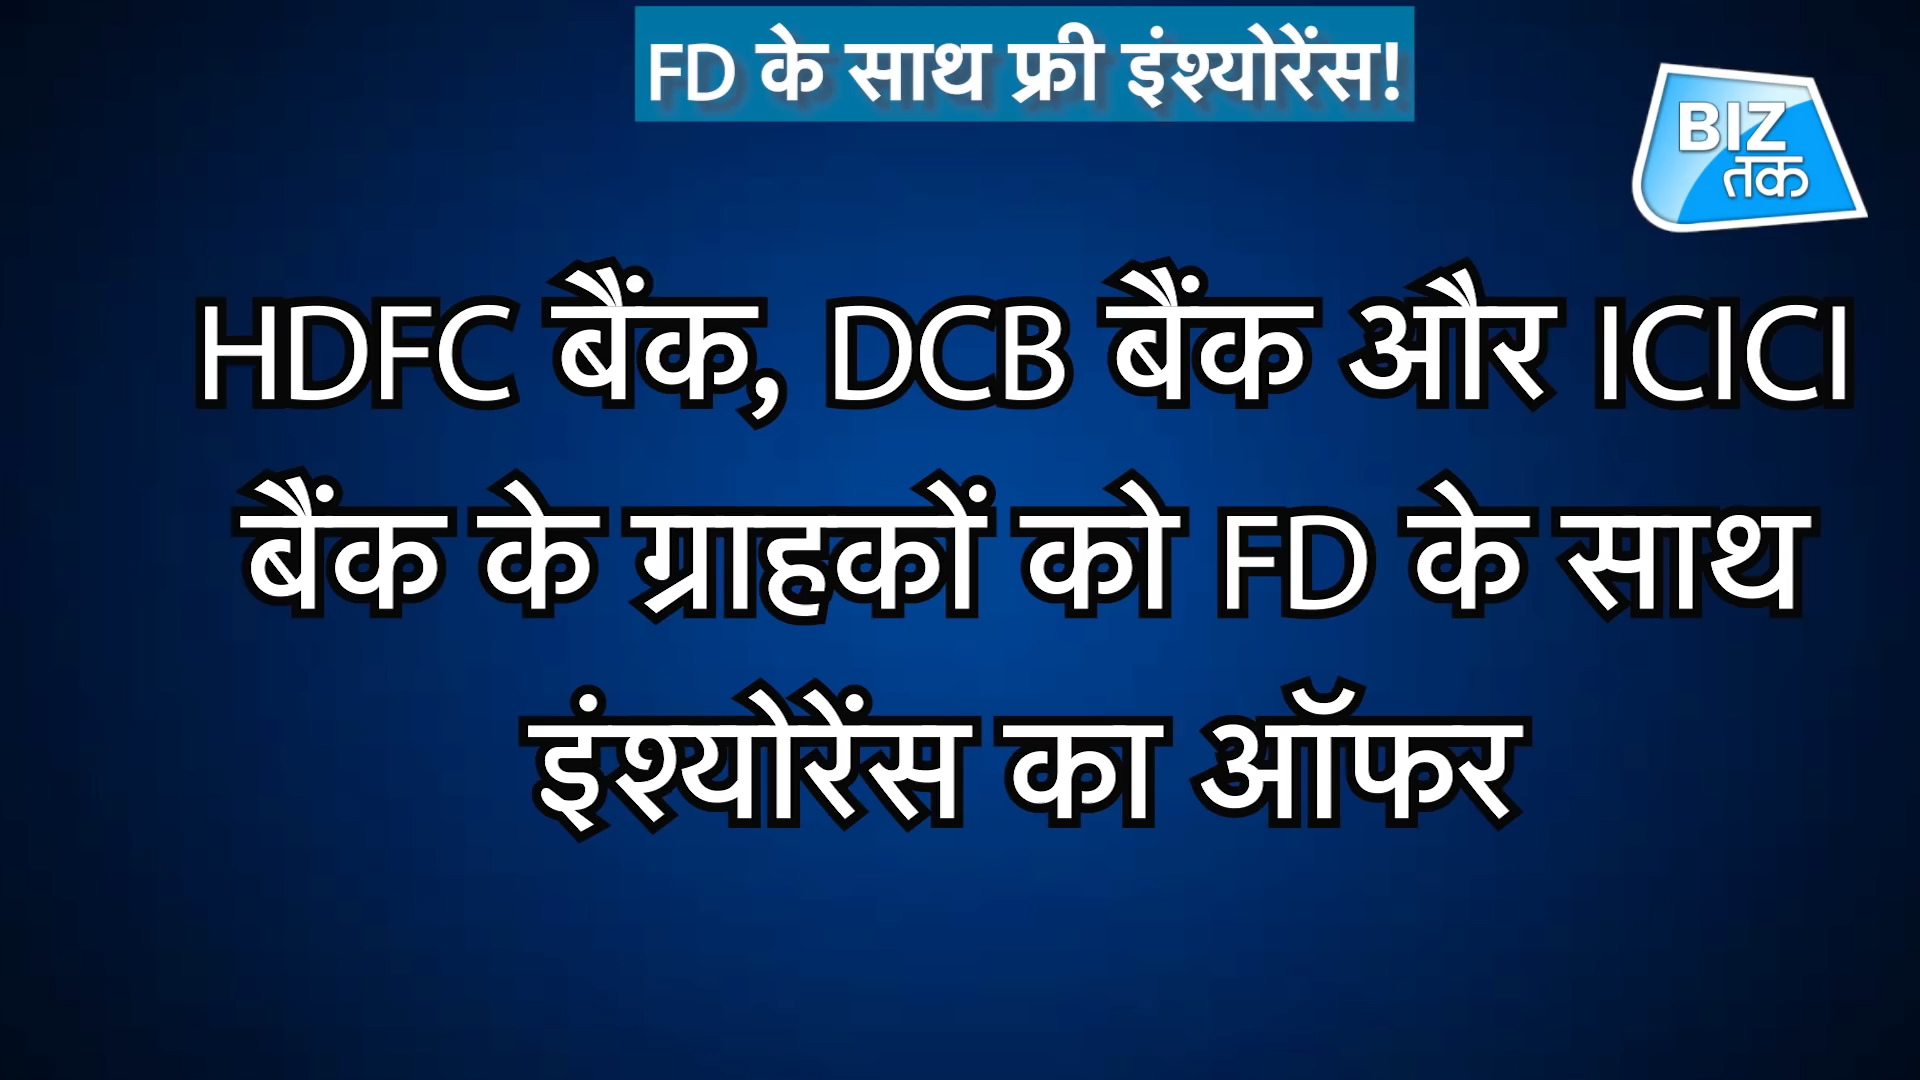 FD के साथ फ्री इंश्योरेंस!
BIZ
तक
HDFC बैंक, DCB बैंक और ICICI
बैंक के ग्राहकों को FD के साथ
इंश्योरेंस का ऑफर